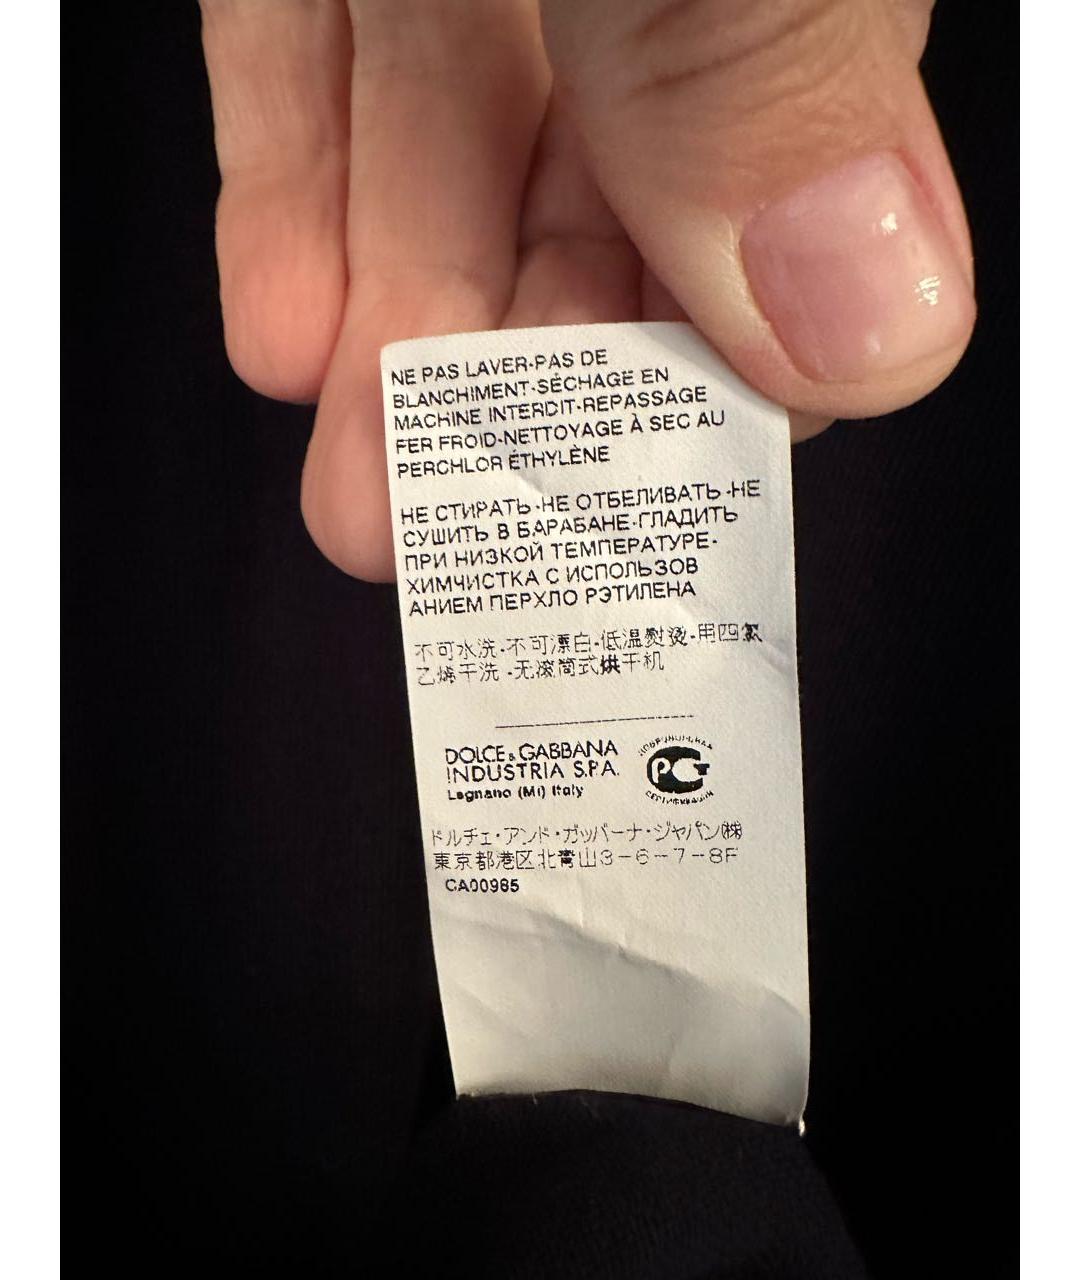 NE PAS LAVER-PAS DE
BLANCHIMENT-SÉCHAGE EN
MACHINE INTERDIT-REPASSAGE
FER FROID-NETTOYAGE À SEC AU
PERCHLOR ÉTHYLÈNE
НЕ СТИРАТЬ-НЕ ОТБЕЛИВАТЬ-НЕ
СУШИТЬ В БАРАБАНЕ-ГЛАДИТЬ
ПРИ НИЗКОЙ ТЕМПЕРАТУРЕ-
ХИМЧИСТКА С ИСПОЛЬЗОВ
АНИЕМ ПЕРХЛО РЭТИЛЕНА
不可水洗-不可漂白-低温熨烫-用四氯
乙烯干洗-无滚筒式烘干机
DOLCE & GABBANA
INDUSTRIA S.P.A.
Legnano (MI) Italy
PCT
ドルチェ・アンド・ガッバーナ・ジャパン㈱
東京都港区北青山3-6-7-8F
CA00985